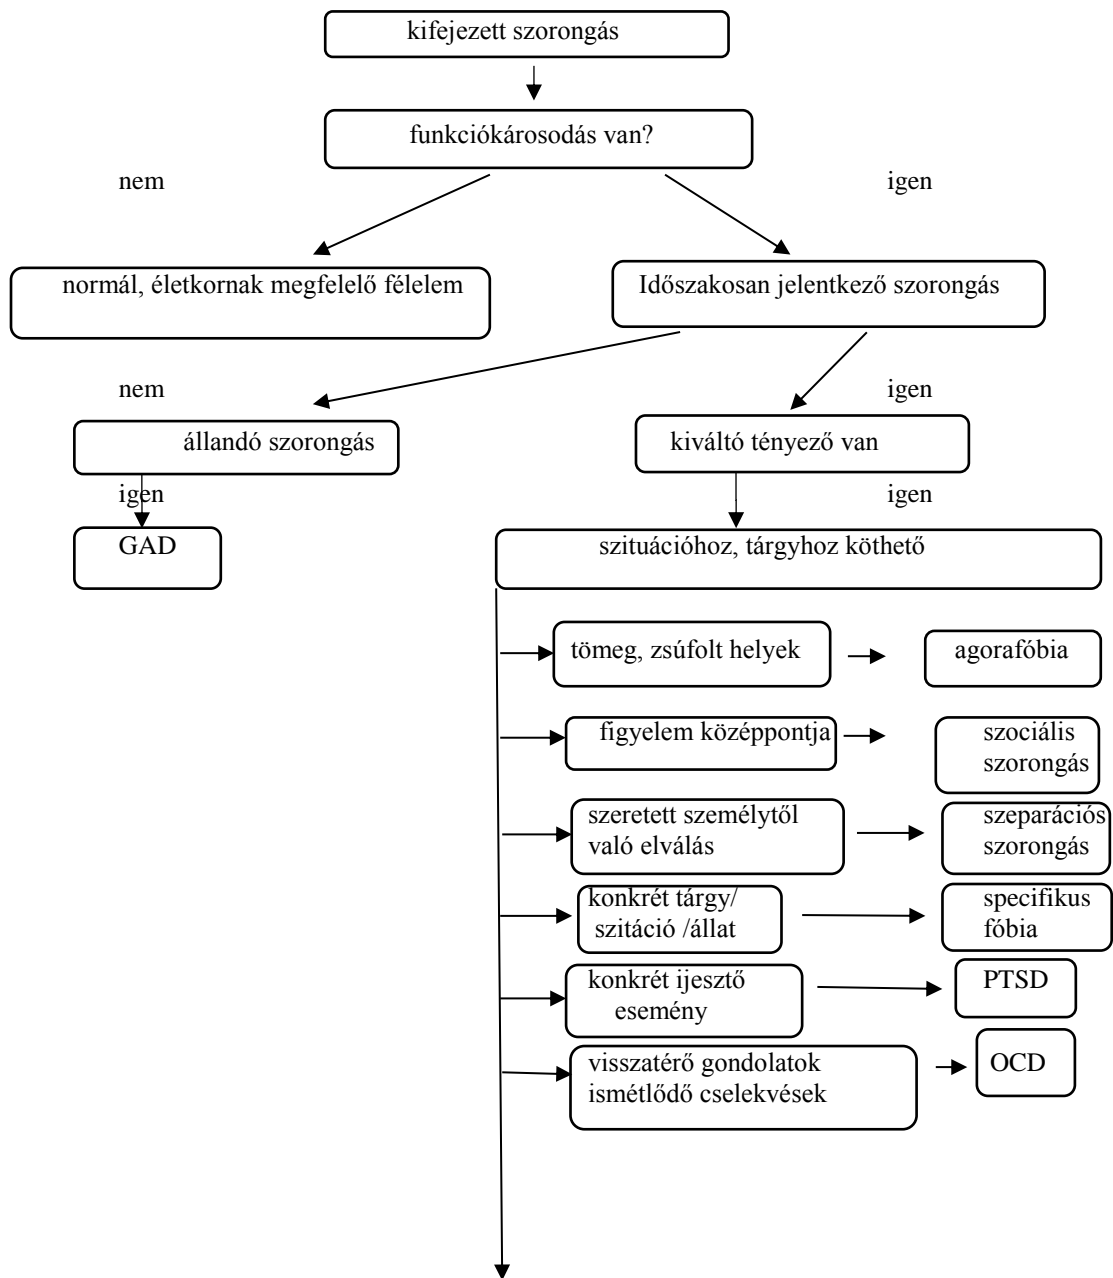 kifejezett szorongás
funkciókárosodás van?
nem
igen
normál, életkornak megfelelő félelem
Időszakosan jelentkező szorongás
nem
igen
állandó szorongás
kiváltó tényező van
igen
igen
GAD
szituációhoz, tárgyhoz köthető
tömeg, zsúfolt helyek
agorafóbia
figyelem középpontja
szociális
szorongás
szeretett személytől
való elválás
szeparációs
szorongás
konkrét tárgy/
szitáció /állat
specifikus
fóbia
konkrét ijesztő
esemény
PTSD
visszatérő gondolatok
ismétlődő cselekvések
OCD